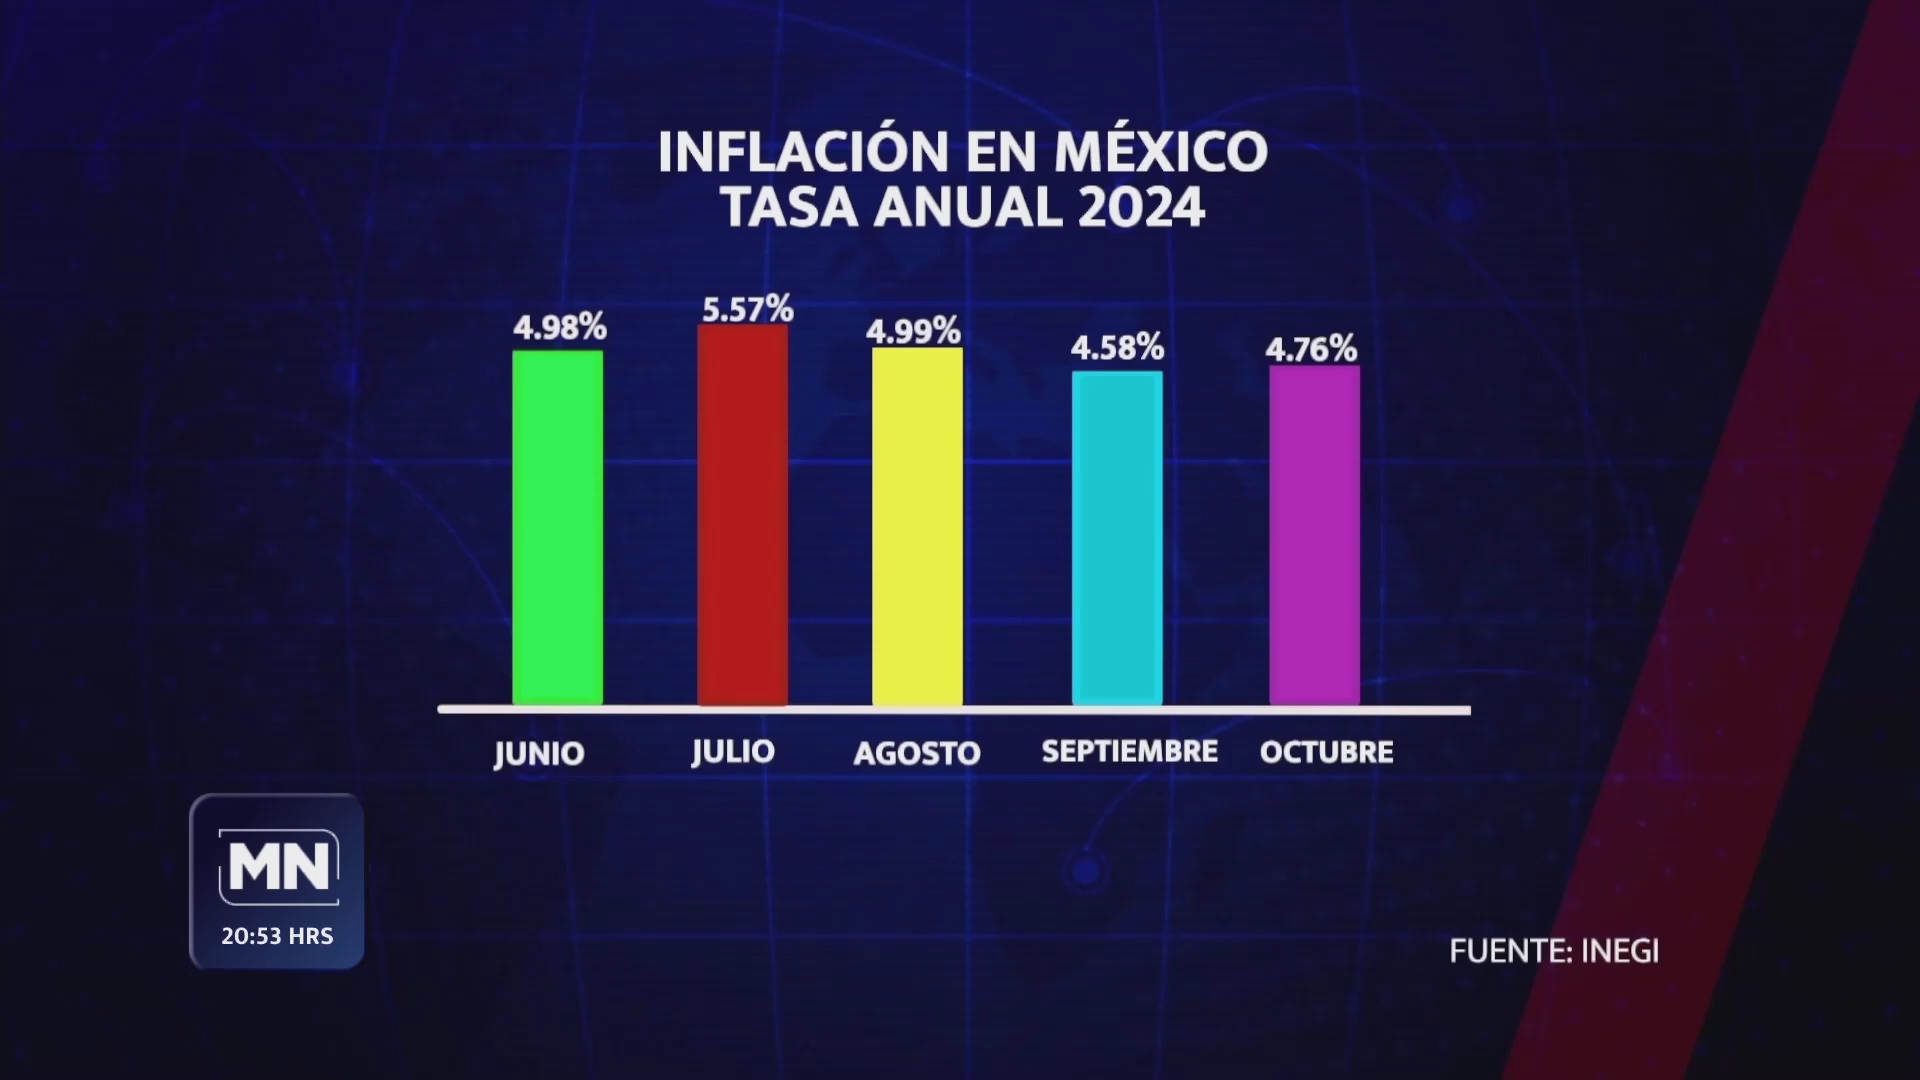 INFLACIÓN EN MÉXICO
TASA ANUAL 2024
4.98%
5.57%
4.99%
4.58%
4.76%
JUNIO
JULIO
AGOSTO
SEPTIEMBRE
OCTUBRE
MN
20:53 HRS
FUENTE: INEGI